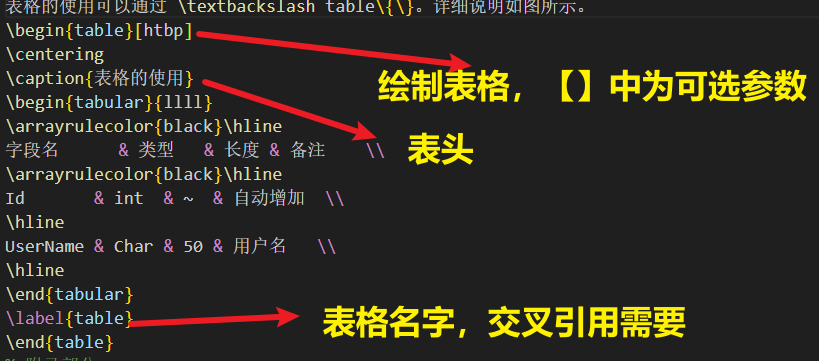 表格的使用可以通过 \textbackslash table\{\}。详细说明如图所示。
\begin{table}[htbp]
\centering
\caption{表格的使用}
绘制表格，【】中为可选参数
\begin{tabular}{llll}
\arrayrulecolor{black}\hline
字段名 & 类型 & 长度 & 备注 \\
表头
\arrayrulecolor{black}\hline
Id & int & ~ & 自动增加 \\
\hline
UserName & Char & 50 & 用户名 \\
\hline
\end{tabular}
\label{table}
表格名字，交叉引用需要
\end{table}